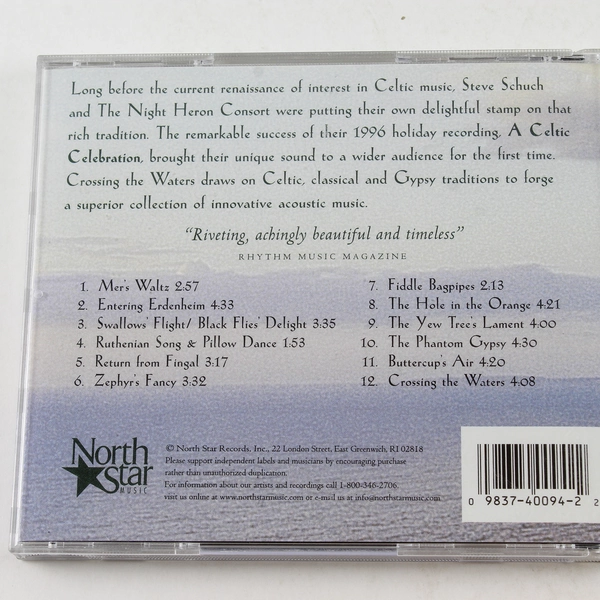 Long before the current renaissance of interest in Celtic music, Steve Schuch
and The Night Heron Consort were putting their own delightful stamp on that
rich tradition. The remarkable success of their 1996 holiday recording, A Celtic
Celebration, brought their unique sound to a wider audience for the first time.
Crossing the Waters draws on Celtic, classical and Gypsy traditions to forge
a superior collection of innovative acoustic music.
"Riveting, achingly beautiful and timeless"
RHYTHM MUSIC MAGAZINE
1. Mer's Waltz 2:57
2. Entering Erdenheim 4:33
3. Swallows' Flight/ Black Flies' Delight 3:35
4. Ruthenian Song & Pillow Dance 1:53
5. Return from Fingal 3:17
6. Zephyr's Fancy 3:32
7. Fiddle Bagpipes 2:13
8. The Hole in the Orange 4:21
9. The Yew Tree's Lament 4:00
10. The Phantom Gypsy 4:30
11. Buttercup's Air 4:20
12. Crossing the Waters 4:08
North
Star
MUSIC
© North Star Records, Inc., 22 London Street, East Greenwich, RI 02818
Please support independent labels and musicians by encouraging purchase
rather than unauthorized duplication.
For information about our artists and recordings call 1-800-346-2706.
visit us online at www.northstarmusic.com or e-mail us at info@northstarmusic.com
0 9837-40094-2 2